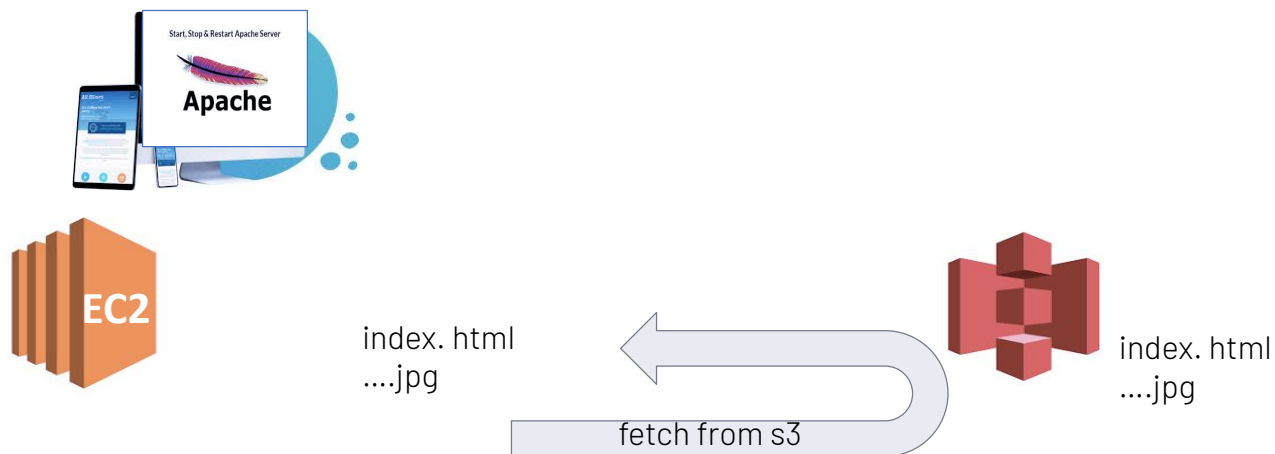 Start, Stop & Restart Apache Server
Apache
EC2
index. html
....jpg
fetch from s3
index. html
....jpg